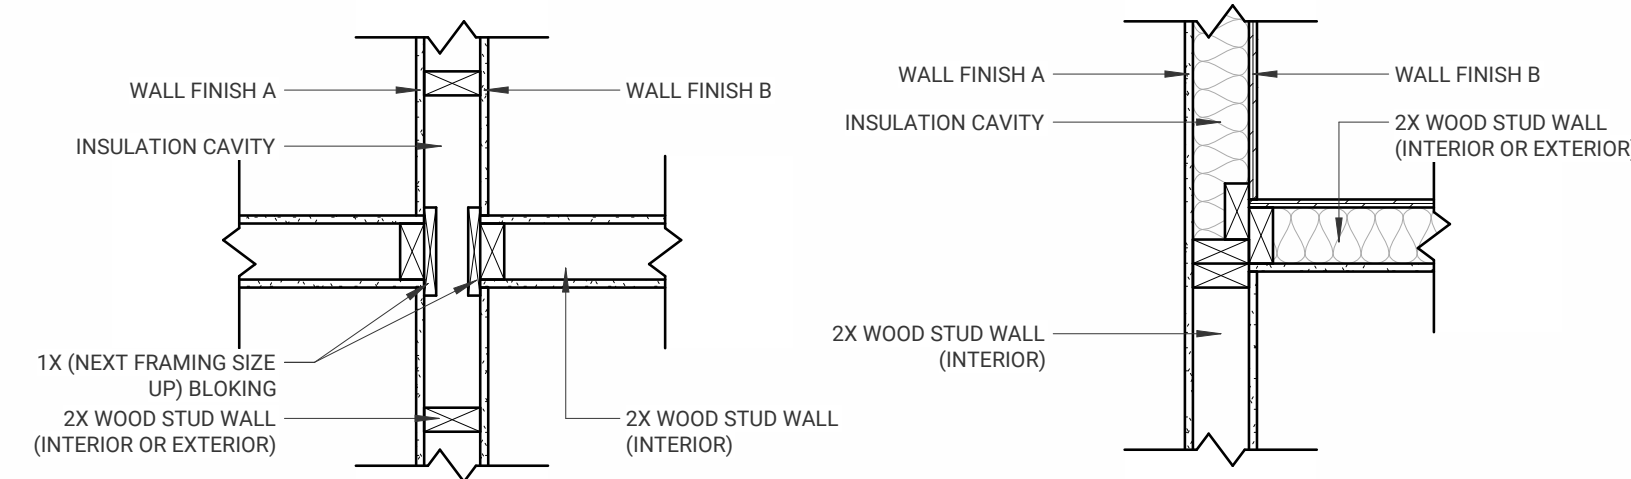 WALL FINISH A
WALL FINISH B
INSULATION CAVITY
1X (NEXT FRAMING SIZE
UP) BLOKING
2X WOOD STUD WALL
(INTERIOR OR EXTERIOR)
2X WOOD STUD WALL
(INTERIOR)
WALL FINISH A
WALL FINISH B
INSULATION CAVITY
2X WOOD STUD WALL
(INTERIOR OR EXTERIOR)
2X WOOD STUD WALL
(INTERIOR)